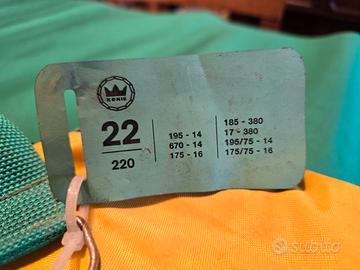 KONIG
22
220
195 - 14
670 - 14
175 - 16
185 - 380
17 - 380
195/75 - 14
175/75 - 16
subito